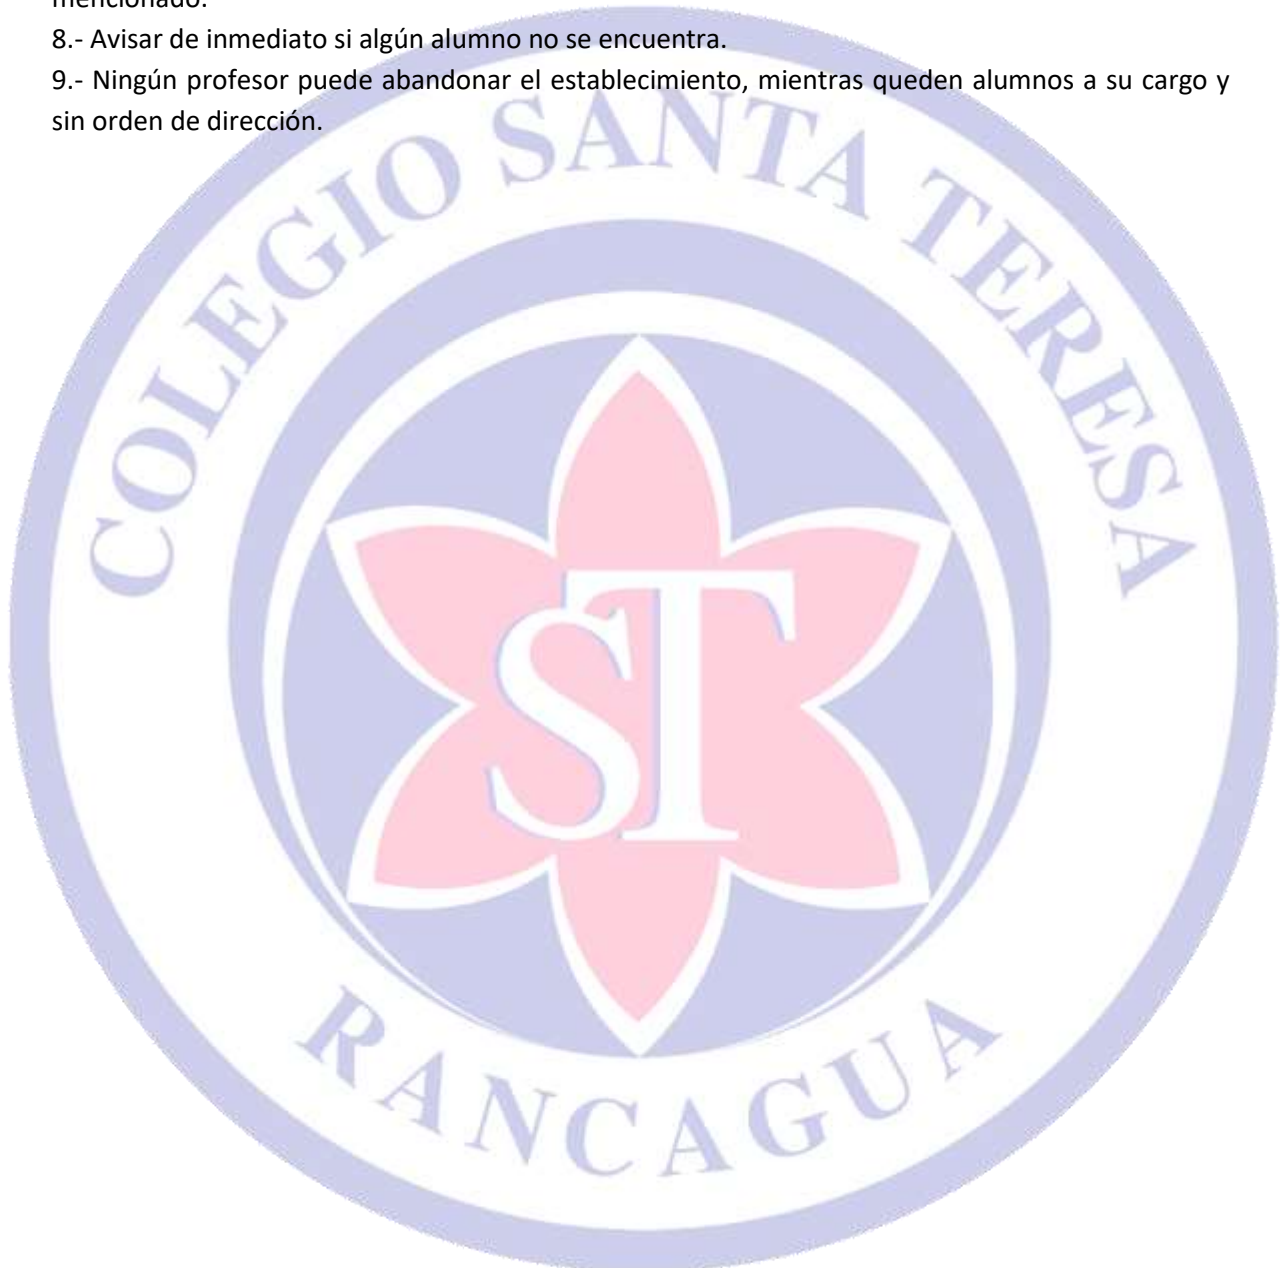 mencionado.
8.- Avisar de inmediato si algún alumno no se encuentra.
9.- Ningún profesor puede abandonar el establecimiento, mientras queden alumnos a su cargo y
sin orden de dirección.
COLEGIO SANTA TERESA
ST
RANCAGUA